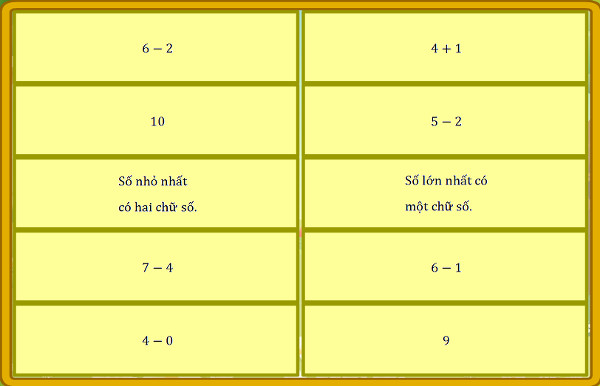 6 − 2
4 + 1
10
5 − 2
Số nhỏ nhất
có hai chữ số.
Số lớn nhất có
một chữ số.
7 − 4
6 − 1
4 − 0
9